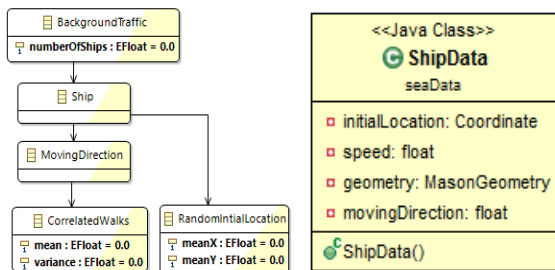 BackgroundTraffic
numberOfShips : EFloat = 0.0
Ship
MovingDirection
CorrelatedWalks
mean : EFloat = 0.0
variance : EFloat = 0.0
RandomIntialLocation
meanX : EFloat = 0.0
meanY : EFloat = 0.0
<<Java Class>>
C ShipData
seaData
initialLocation: Coordinate
speed: float
geometry: MasonGeometry
movingDirection: float
C ShipData()